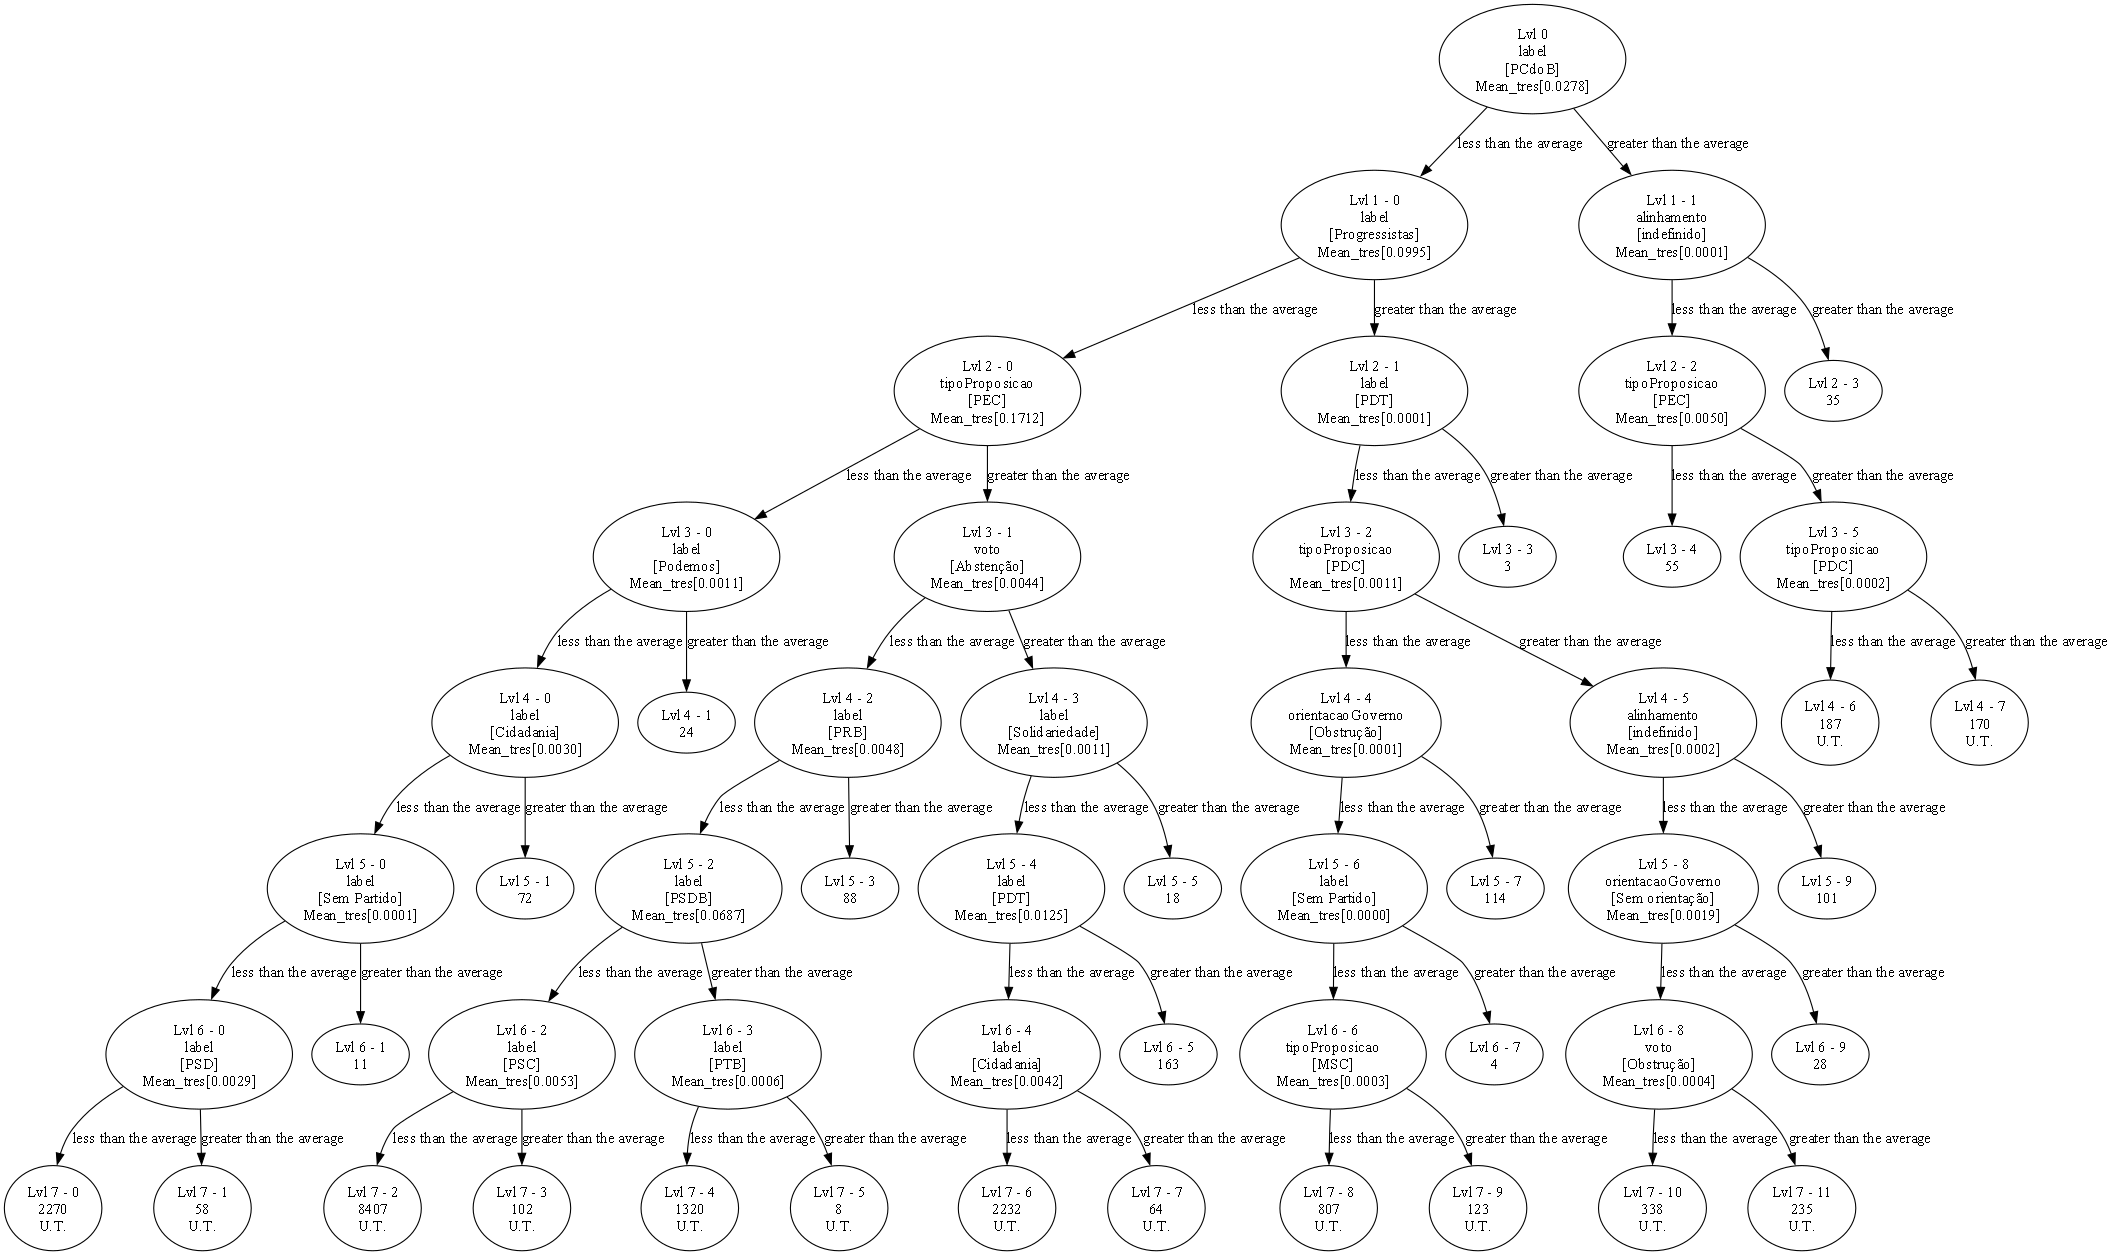 Lvl 0
label
[PCdoB]
Mean_tres[0.0278]
less than the average
greater than the average
Lvl 1 - 0
label
[Progressistas]
Mean_tres[0.0995]
Lvl 1 - 1
alinhamento
[indefinido]
Mean_tres[0.0001]
less than the average
greater than the average
less than the average
greater than the average
Lvl 2 - 0
tipoProposicao
[PEC]
Mean_tres[0.1712]
Lvl 2 - 1
label
[PDT]
Mean_tres[0.0001]
Lvl 2 - 2
tipoProposicao
[PEC]
Mean_tres[0.0050]
Lvl 2 - 3
35
less than the average
greater than the average
less than the average
greater than the average
less than the average
greater than the average
Lvl 3 - 0
label
[Podemos]
Mean_tres[0.0011]
Lvl 3 - 1
voto
[Abstenção]
Mean_tres[0.0044]
Lvl 3 - 2
tipoProposicao
[PDC]
Mean_tres[0.0011]
Lvl 3 - 3
3
Lvl 3 - 4
55
Lvl 3 - 5
tipoProposicao
[PDC]
Mean_tres[0.0002]
less than the average
greater than the average
less than the average
greater than the average
less than the average
greater than the average
less than the average
greater than the average
Lvl 4 - 0
label
[Cidadania]
Mean_tres[0.0030]
Lvl 4 - 1
24
Lvl 4 - 2
label
[PRB]
Mean_tres[0.0048]
Lvl 4 - 3
label
[Solidariedade]
Mean_tres[0.0011]
Lvl 4 - 4
orientacaoGoverno
[Obstrução]
Mean_tres[0.0001]
Lvl 4 - 5
alinhamento
[indefinido]
Mean_tres[0.0002]
Lvl 4 - 6
187
U.T.
Lvl 4 - 7
170
U.T.
less than the average
greater than the average
less than the average
greater than the average
less than the average
greater than the average
less than the average
greater than the average
less than the average
greater than the average
Lvl 5 - 0
label
[Sem Partido]
Mean_tres[0.0001]
Lvl 5 - 1
72
Lvl 5 - 2
label
[PSDB]
Mean_tres[0.0687]
Lvl 5 - 3
88
Lvl 5 - 4
label
[PDT]
Mean_tres[0.0125]
Lvl 5 - 5
18
Lvl 5 - 6
label
[Sem Partido]
Mean_tres[0.0000]
Lvl 5 - 7
114
Lvl 5 - 8
orientacaoGoverno
[Sem orientação]
Mean_tres[0.0019]
Lvl 5 - 9
101
less than the average
greater than the average
less than the average
greater than the average
less than the average
greater than the average
less than the average
greater than the average
less than the average
greater than the average
Lvl 6 - 0
label
[PSD]
Mean_tres[0.0029]
Lvl 6 - 1
11
Lvl 6 - 2
label
[PSC]
Mean_tres[0.0053]
Lvl 6 - 3
label
[PTB]
Mean_tres[0.0006]
Lvl 6 - 4
label
[Cidadania]
Mean_tres[0.0042]
Lvl 6 - 5
163
Lvl 6 - 6
tipoProposicao
[MSC]
Mean_tres[0.0003]
Lvl 6 - 7
4
Lvl 6 - 8
voto
[Obstrução]
Mean_tres[0.0004]
Lvl 6 - 9
28
less than the average
greater than the average
less than the average
greater than the average
less than the average
greater than the average
less than the average
greater than the average
less than the average
greater than the average
less than the average
greater than the average
Lvl 7 - 0
2270
U.T.
Lvl 7 - 1
58
U.T.
Lvl 7 - 2
8407
U.T.
Lvl 7 - 3
102
U.T.
Lvl 7 - 4
1320
U.T.
Lvl 7 - 5
8
U.T.
Lvl 7 - 6
2232
U.T.
Lvl 7 - 7
64
U.T.
Lvl 7 - 8
807
U.T.
Lvl 7 - 9
123
U.T.
Lvl 7 - 10
338
U.T.
Lvl 7 - 11
235
U.T.